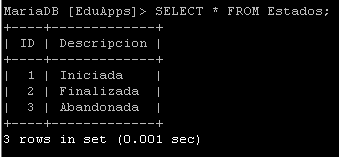 MariaDB [EduApps]> SELECT * FROM Estados;
+----+-------------+
| ID | Descripcion |
+----+-------------+
|  1 | Iniciada    |
|  2 | Finalizada  |
|  3 | Abandonada  |
+----+-------------+
3 rows in set (0.001 sec)